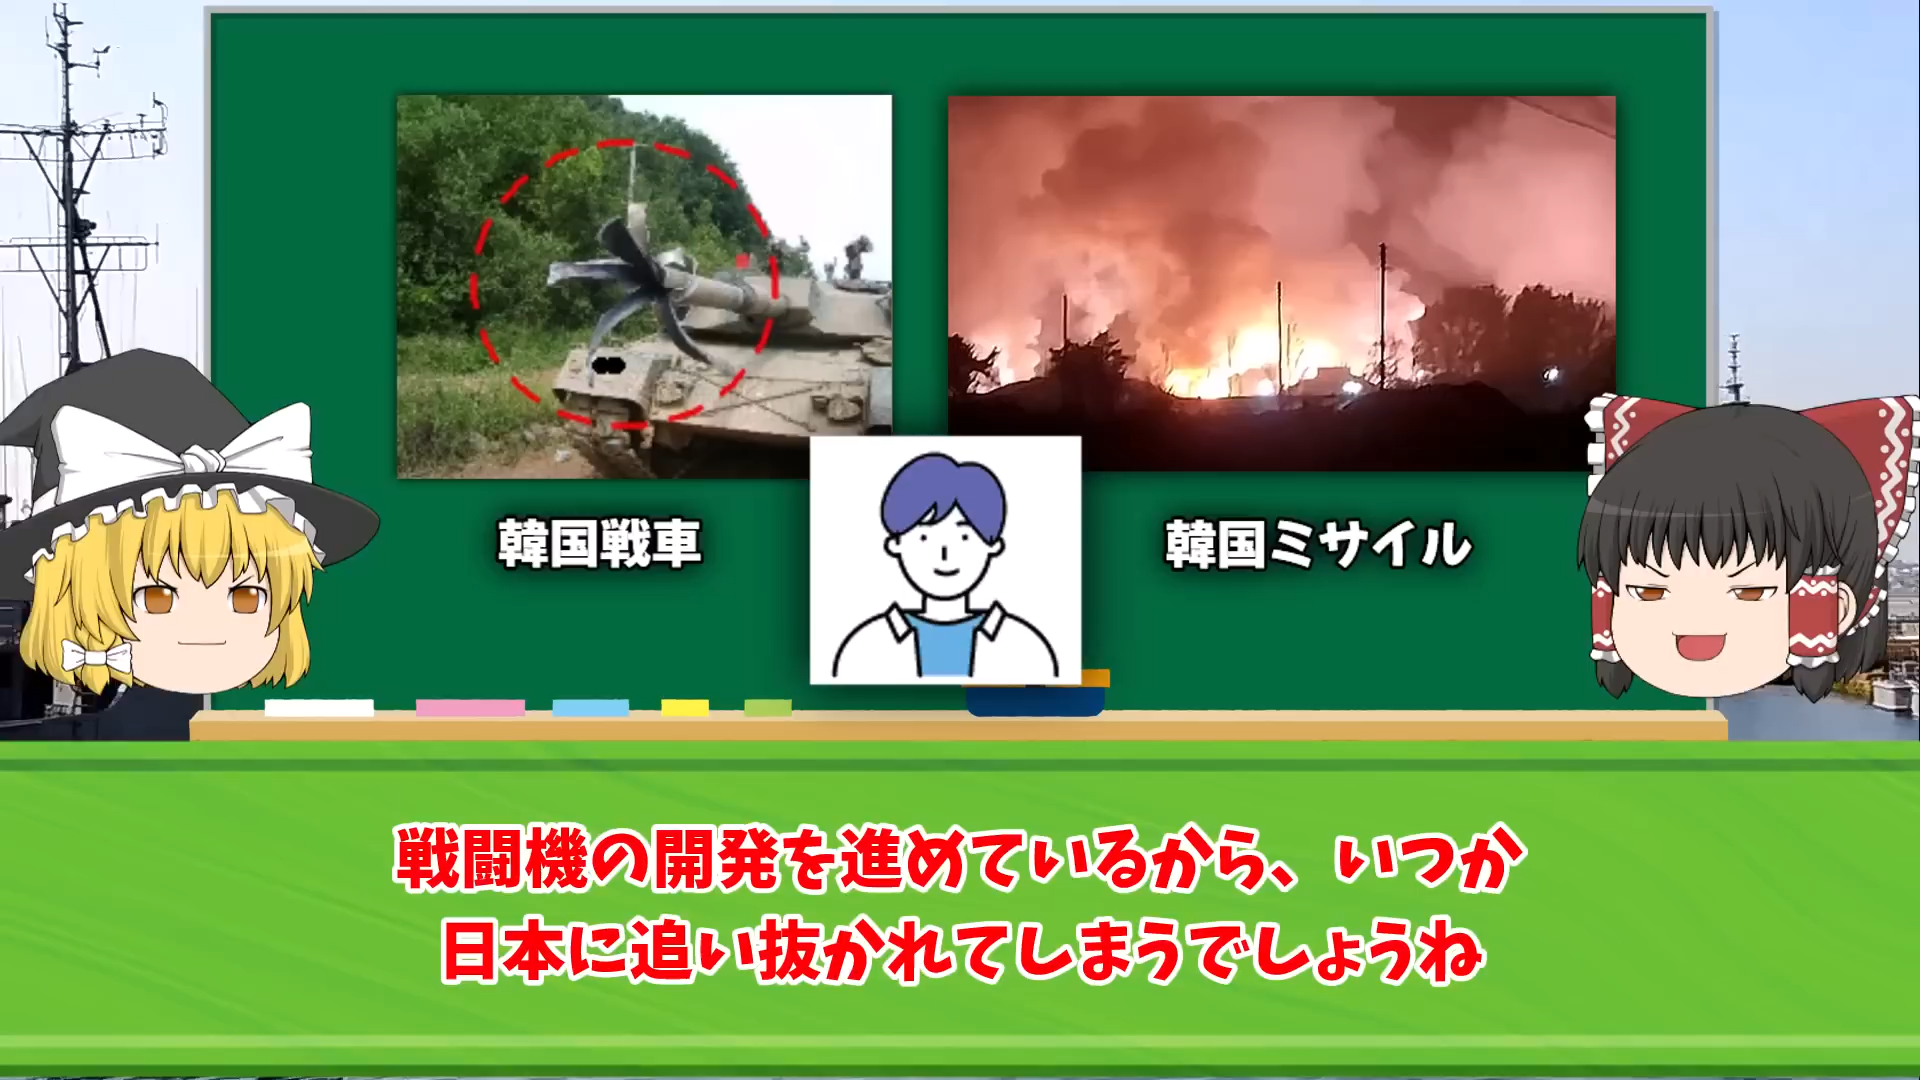 韓国戦車
韓国ミサイル
戦闘機の開発を進めているから、いつか
日本に追い抜かれてしまうでしょうね